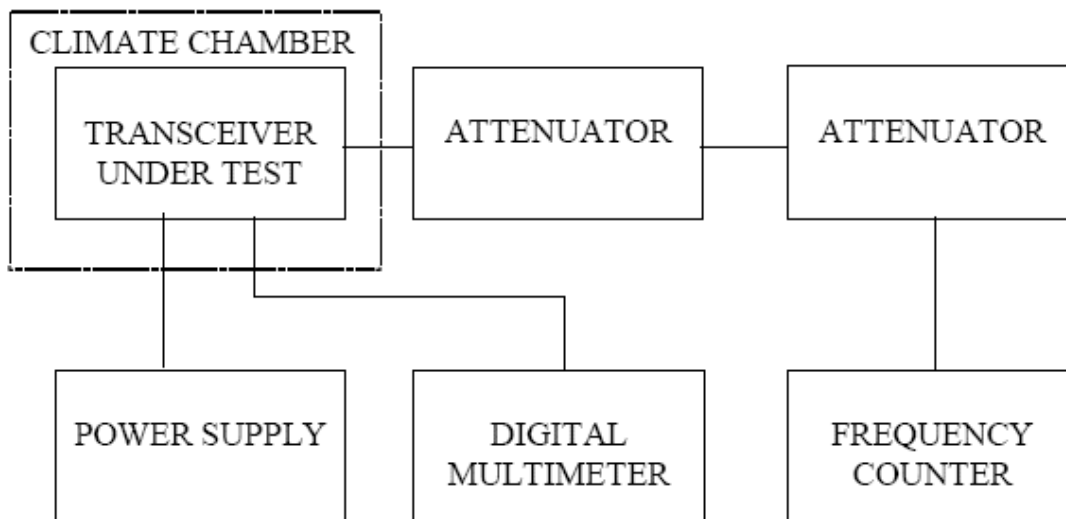 CLIMATE CHAMBER
TRANSCEIVER
UNDER TEST
ATTENUATOR
ATTENUATOR
POWER SUPPLY
DIGITAL
MULTIMETER
FREQUENCY
COUNTER